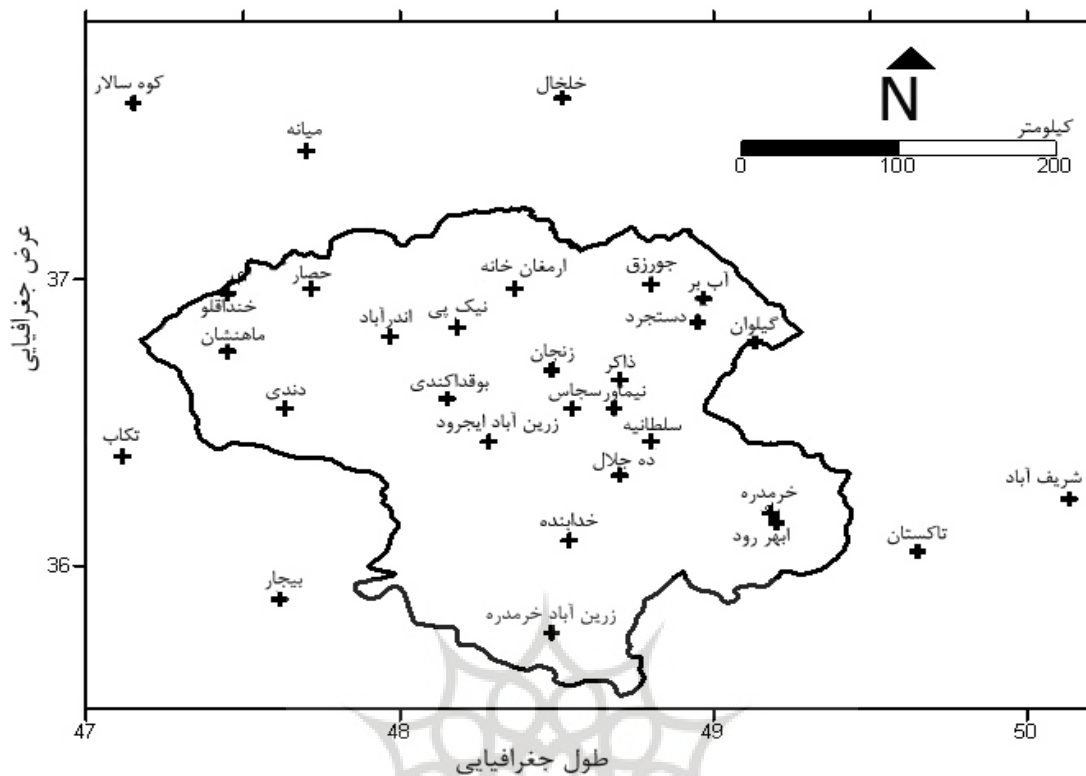 خلخال
کوه سالار
میانه
N
کیلومتر
0 100 200
عرض جغرافیایی
37
36
جورزق
ارمغان خانه
حصار
آب بر
خنداقلو
نیک پی
اندرآباد
دستجرد
گیلوان
ماهنشان
زنجان
ذاکر
دندی
بوقداکندی
سجاس
نیماور
زرین آباد ایجرود
سلطانیه
تکاب
ده جلال
شریف آباد
خرمدره
ابهر رود
تاکستان
خدابنده
بیجار
زرین آباد خرمدره
47 48 49 50
طول جغرافیایی